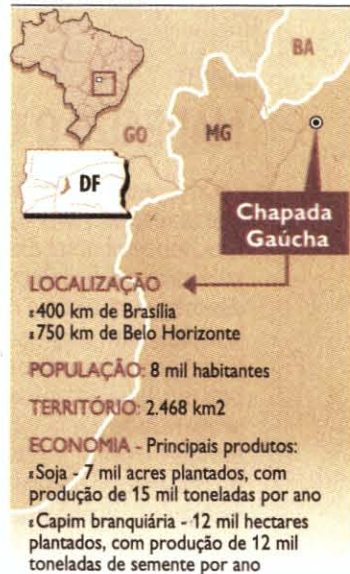 BA
GO
MG
DF
Chapada
Gaúcha
LOCALIZAÇÃO
400 km de Brasília
750 km de Belo Horizonte
POPULAÇÃO: 8 mil habitantes
TERRITÓRIO: 2.468 km2
ECONOMIA - Principais produtos:
Soja - 7 mil acres plantados, com
produção de 15 mil toneladas por ano
Capim branquiária - 12 mil hectares
plantados, com produção de 12 mil
toneladas de semente por ano